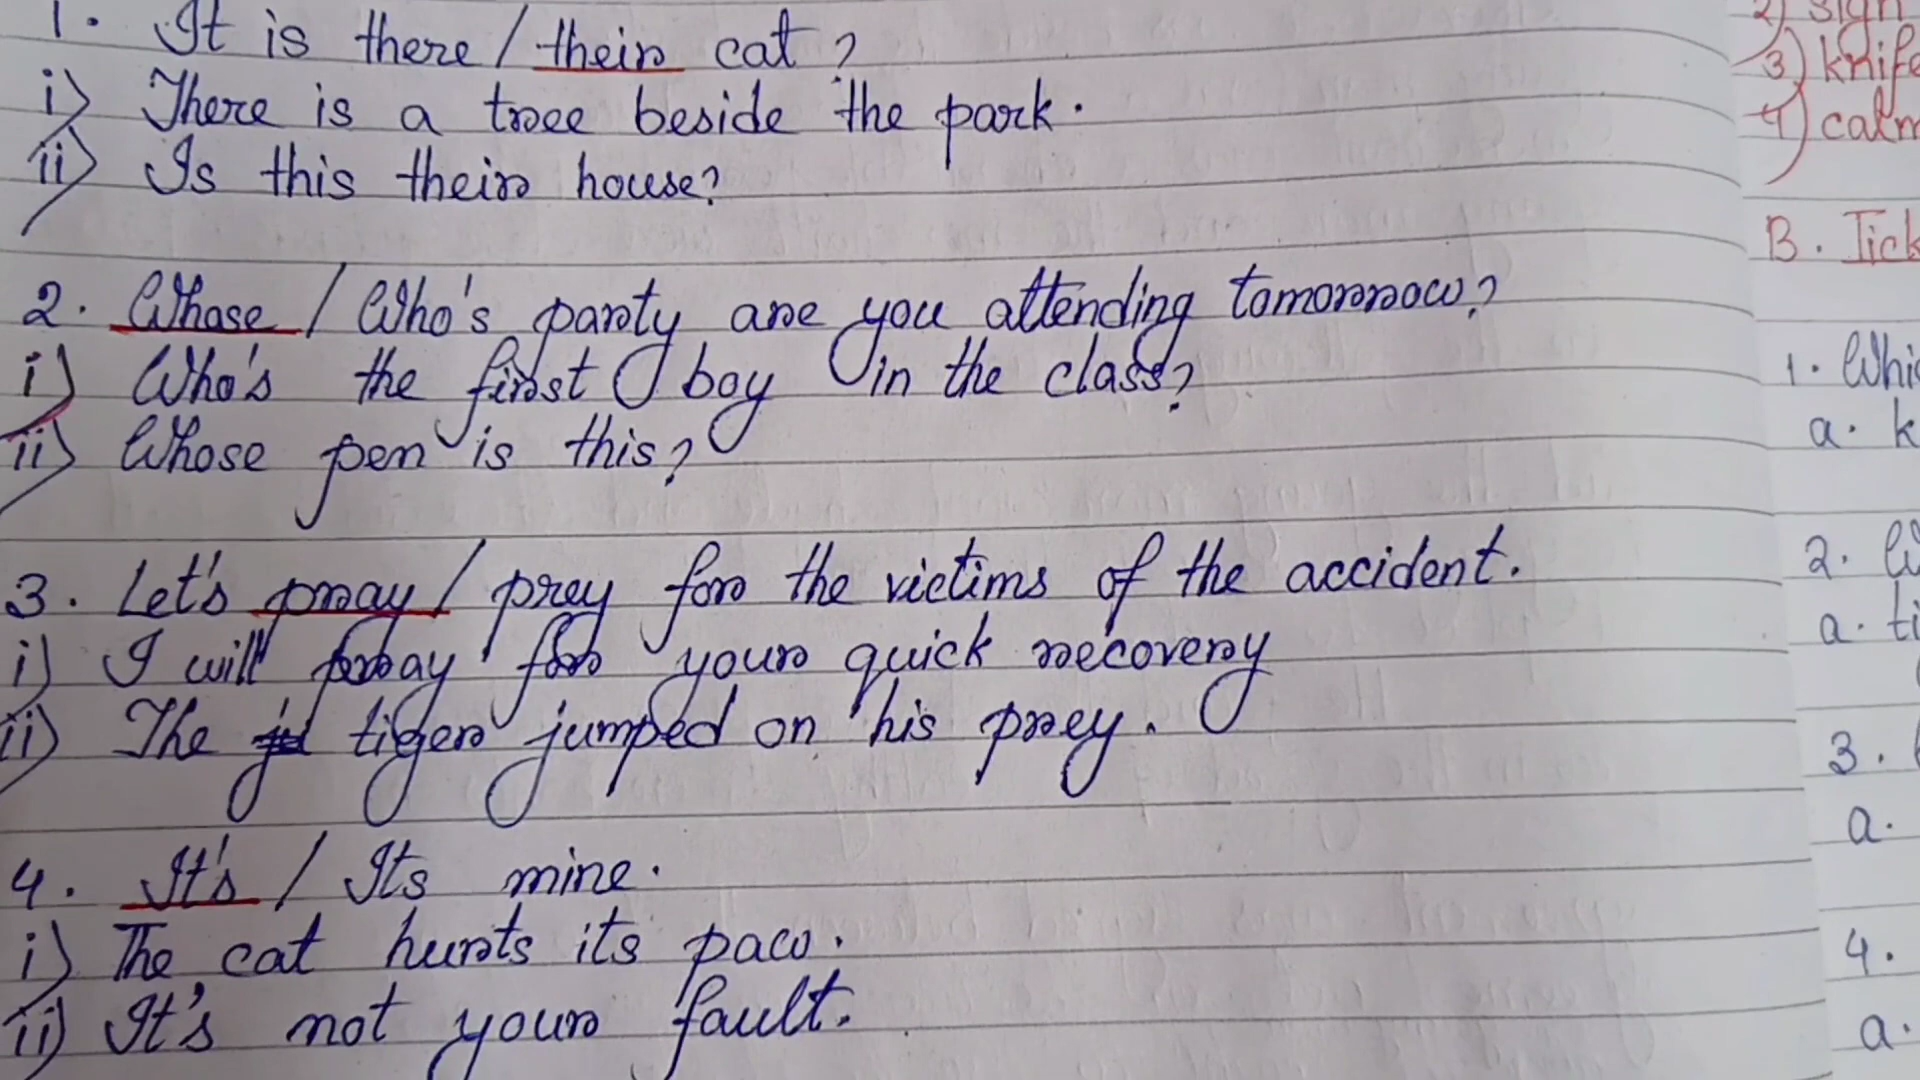 1. It is there / their cat?
i) There is a tree beside the park.
ii) Is this their house?
2. Whose / Who's party are you attending tomorrow?
i) Who's the first boy in the class?
ii) Whose pen is this?
3. Let's pray / prey for the victims of the accident.
i) I will pray for your quick recovery
ii) The tiger jumped on his prey.
4. It's / Its mine.
i) The cat hurts its paw.
ii) It's not your fault.
2) sign
3) knife
4) calm
B. Tick
1.
a. k
2.
a. ti
3.
a.
4.
a.